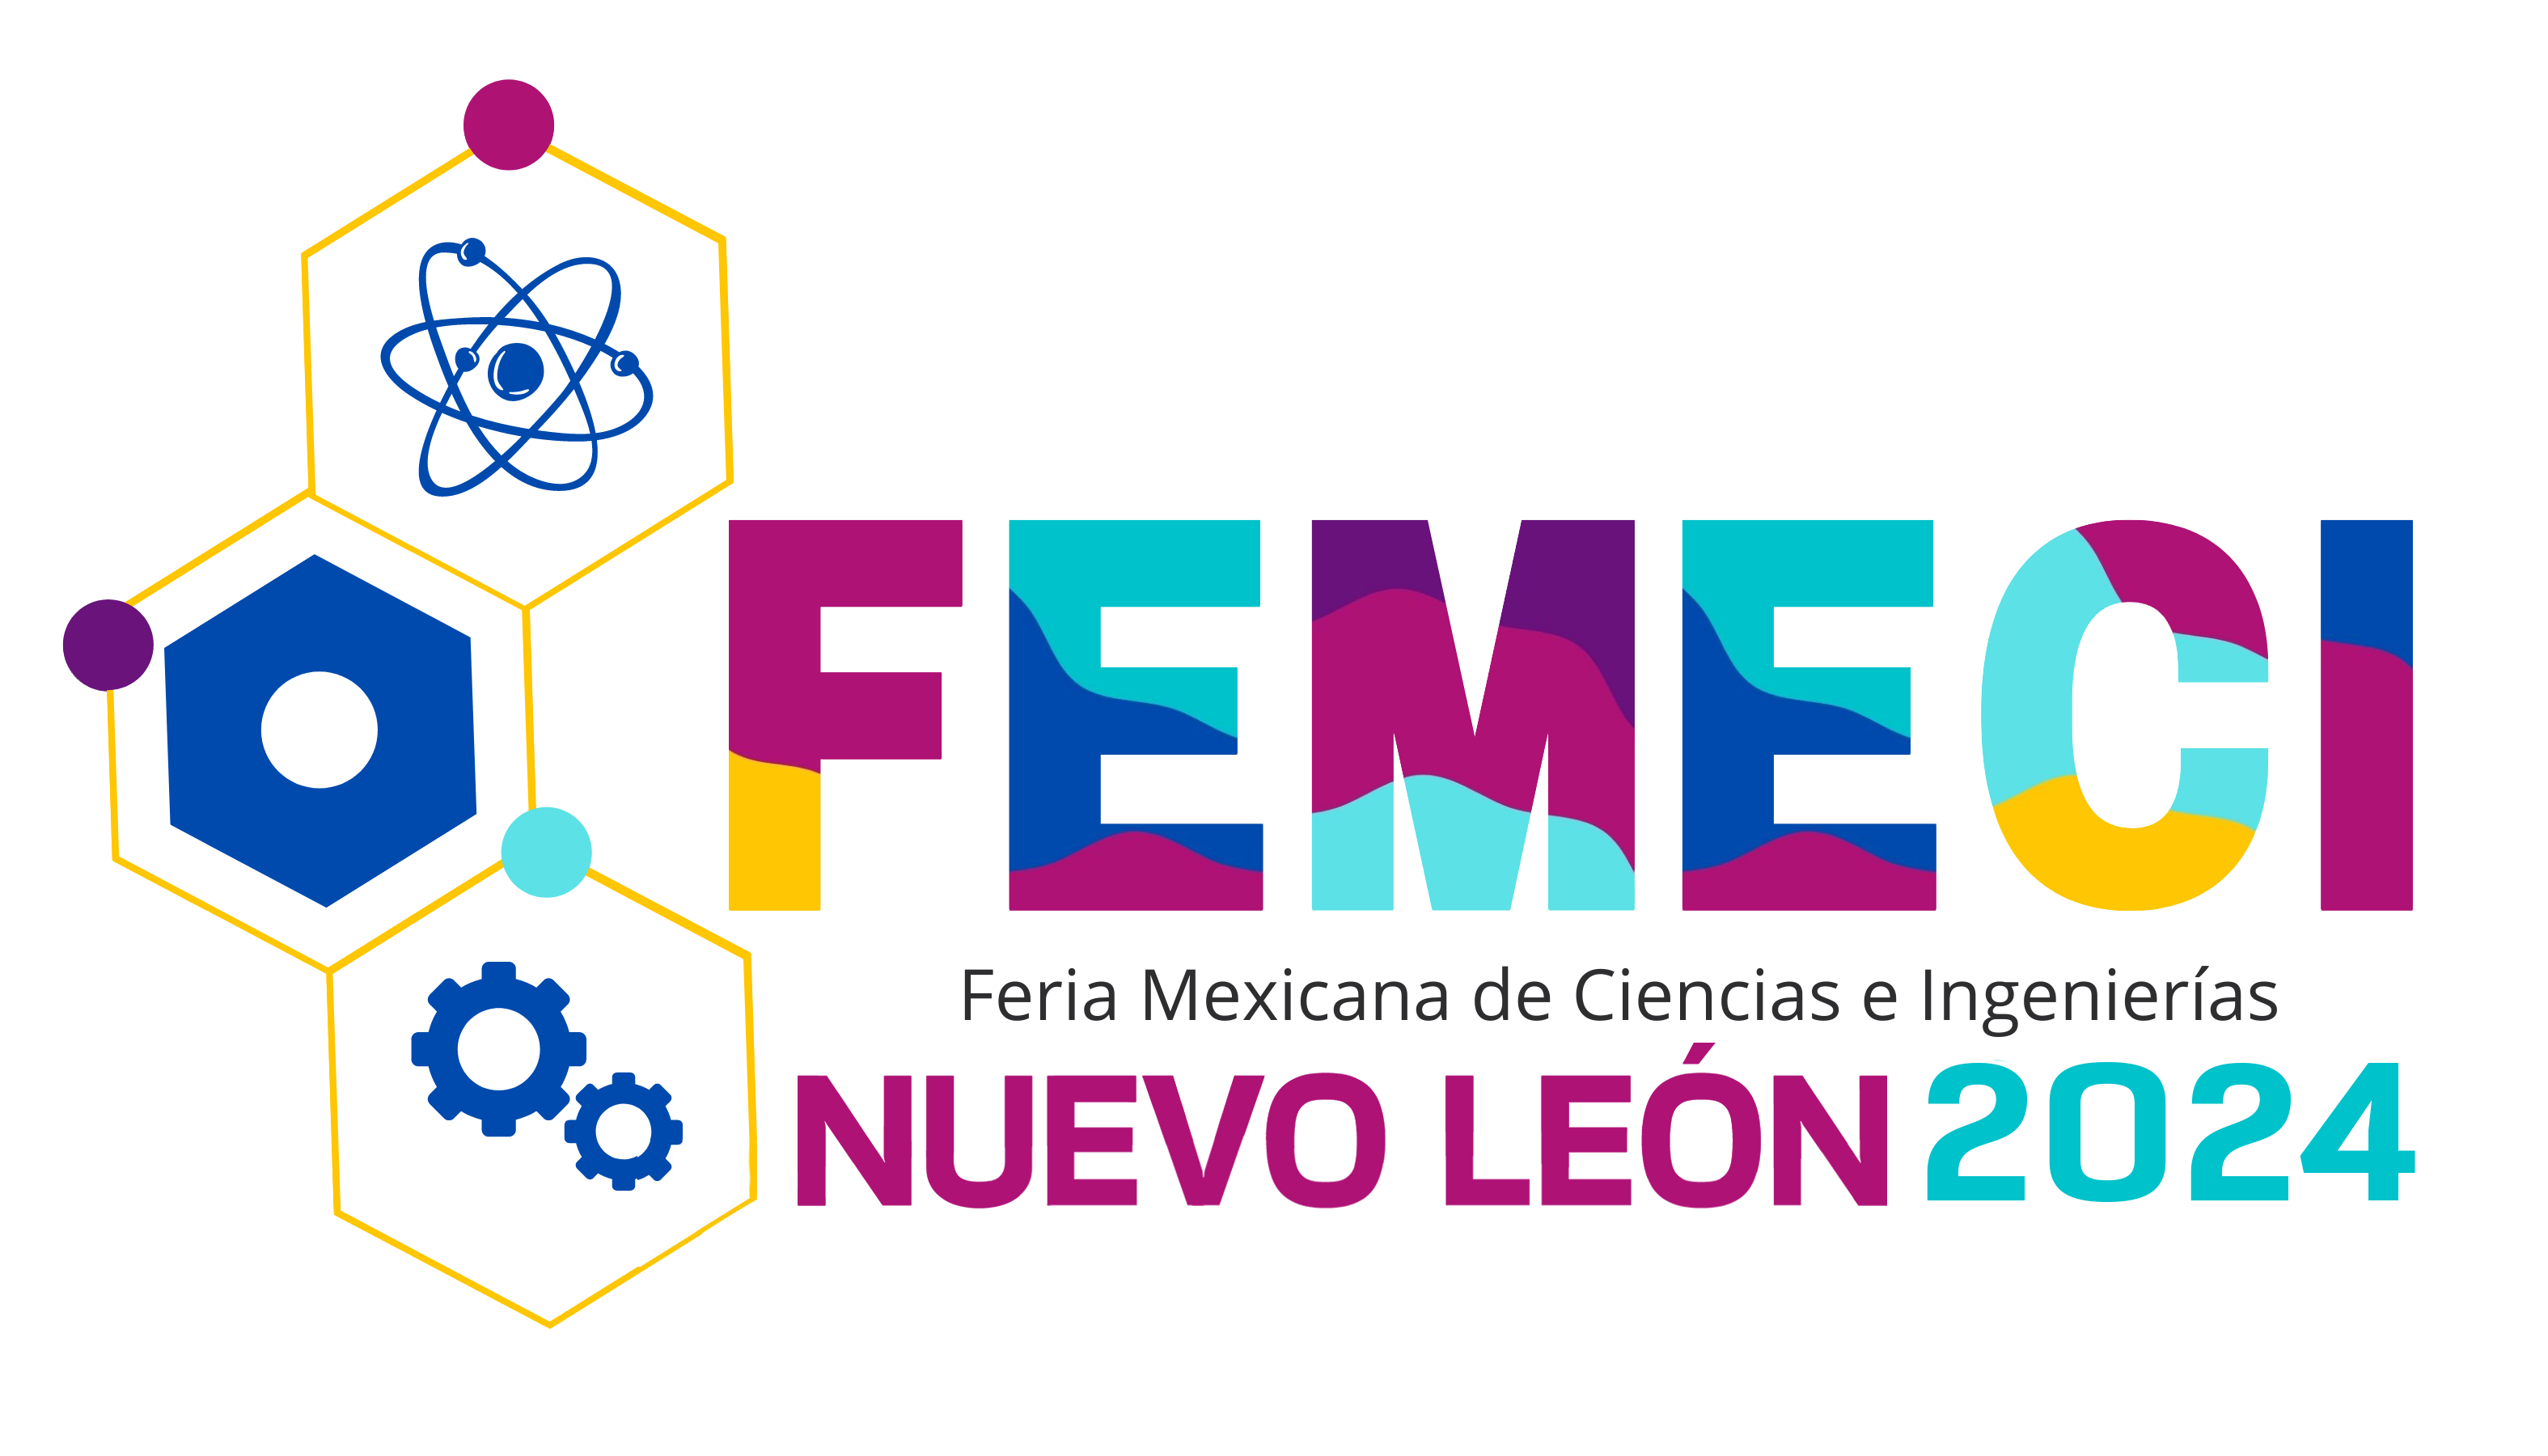 FEMECI
Feria Mexicana de Ciencias e Ingenierías
NUEVO LEÓN 2024